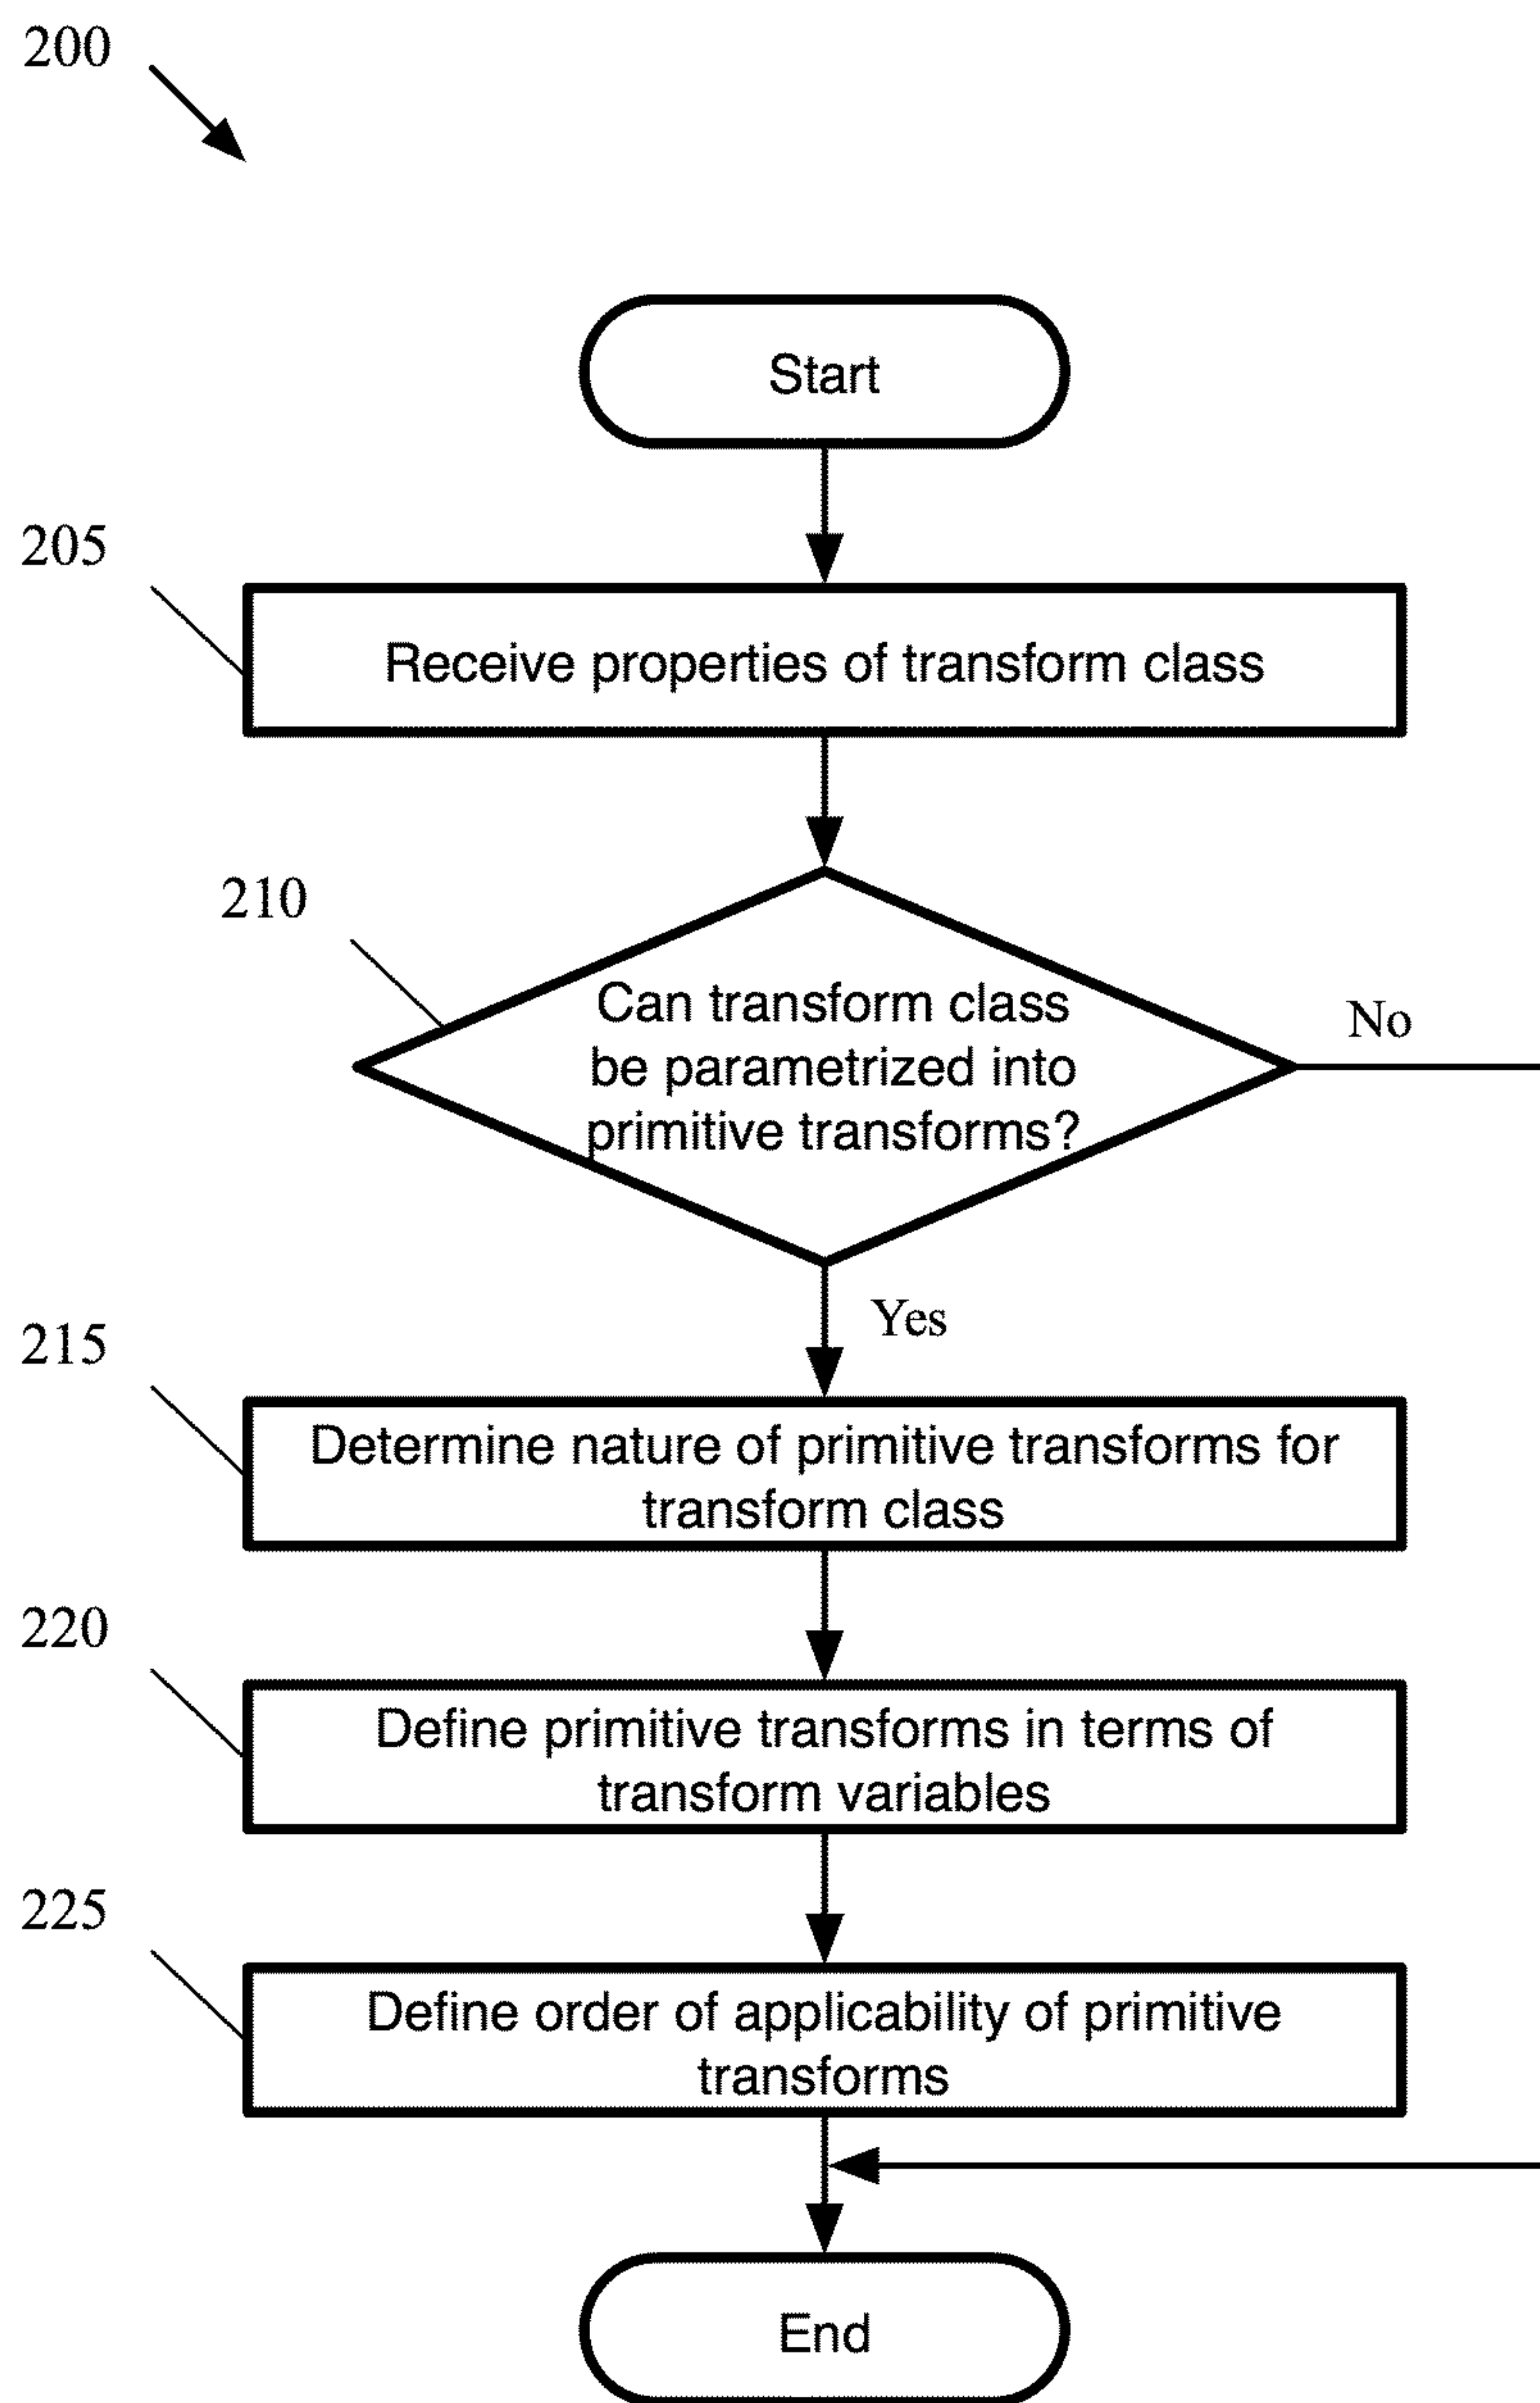 200
Start
205
Receive properties of transform class
210
Can transform class
be parametrized into
primitive transforms?
No
Yes
215
Determine nature of primitive transforms for
transform class
220
Define primitive transforms in terms of
transform variables
225
Define order of applicability of primitive
transforms
End